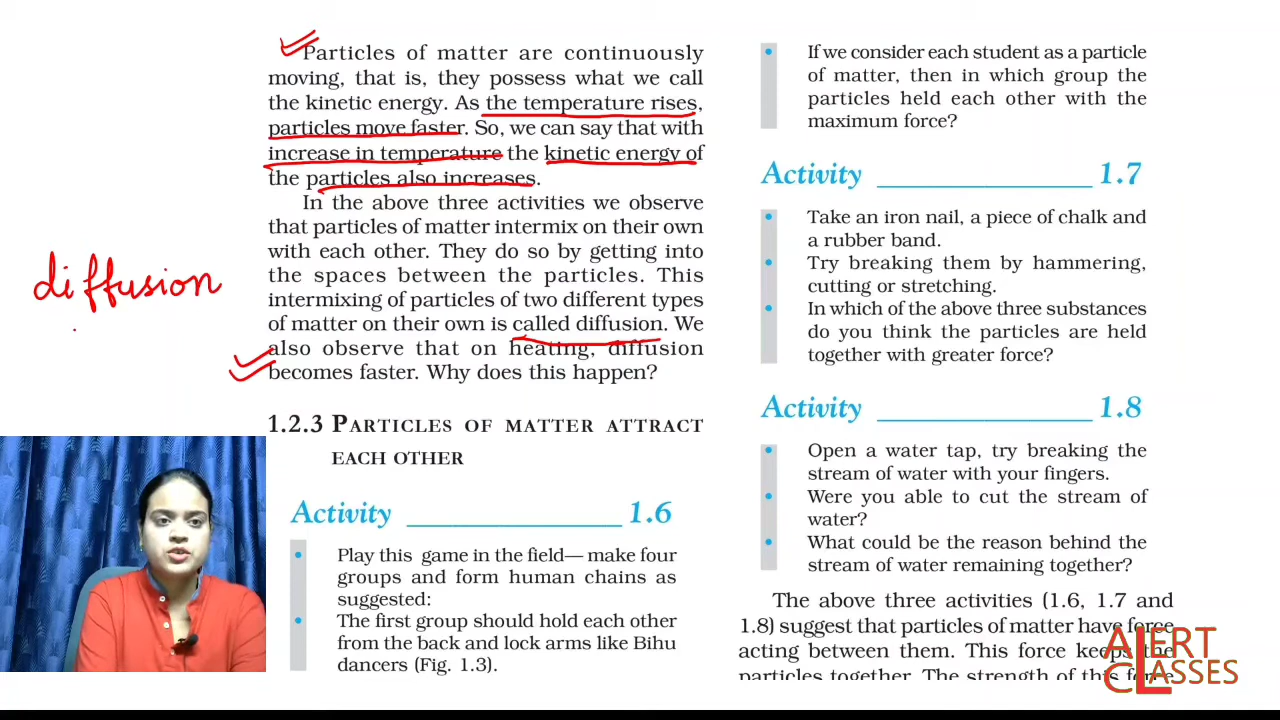 Particles of matter are continuously
moving, that is, they possess what we call
the kinetic energy. As the temperature rises,
particles move faster. So, we can say that with
increase in temperature the kinetic energy of
the particles also increases.
In the above three activities we observe
that particles of matter intermix on their own
with each other. They do so by getting into
the spaces between the particles. This
intermixing of particles of two different types
of matter on their own is called diffusion. We
also observe that on heating, diffusion
becomes faster. Why does this happen?
diffusion
1.2.3 PARTICLES OF MATTER ATTRACT
EACH OTHER
Activity ____________________ 1.6
• Play this game in the field— make four
groups and form human chains as
suggested:
• The first group should hold each other
from the back and lock arms like Bihu
dancers (Fig. 1.3).
• If we consider each student as a particle
of matter, then in which group the
particles held each other with the
maximum force?
Activity ____________________ 1.7
• Take an iron nail, a piece of chalk and
a rubber band.
• Try breaking them by hammering,
cutting or stretching.
• In which of the above three substances
do you think the particles are held
together with greater force?
Activity ____________________ 1.8
• Open a water tap, try breaking the
stream of water with your fingers.
• Were you able to cut the stream of
water?
• What could be the reason behind the
stream of water remaining together?
The above three activities (1.6, 1.7 and
1.8) suggest that particles of matter have force
acting between them. This force keeps the
particles together. The strength of this force
ALERT
CLASSES